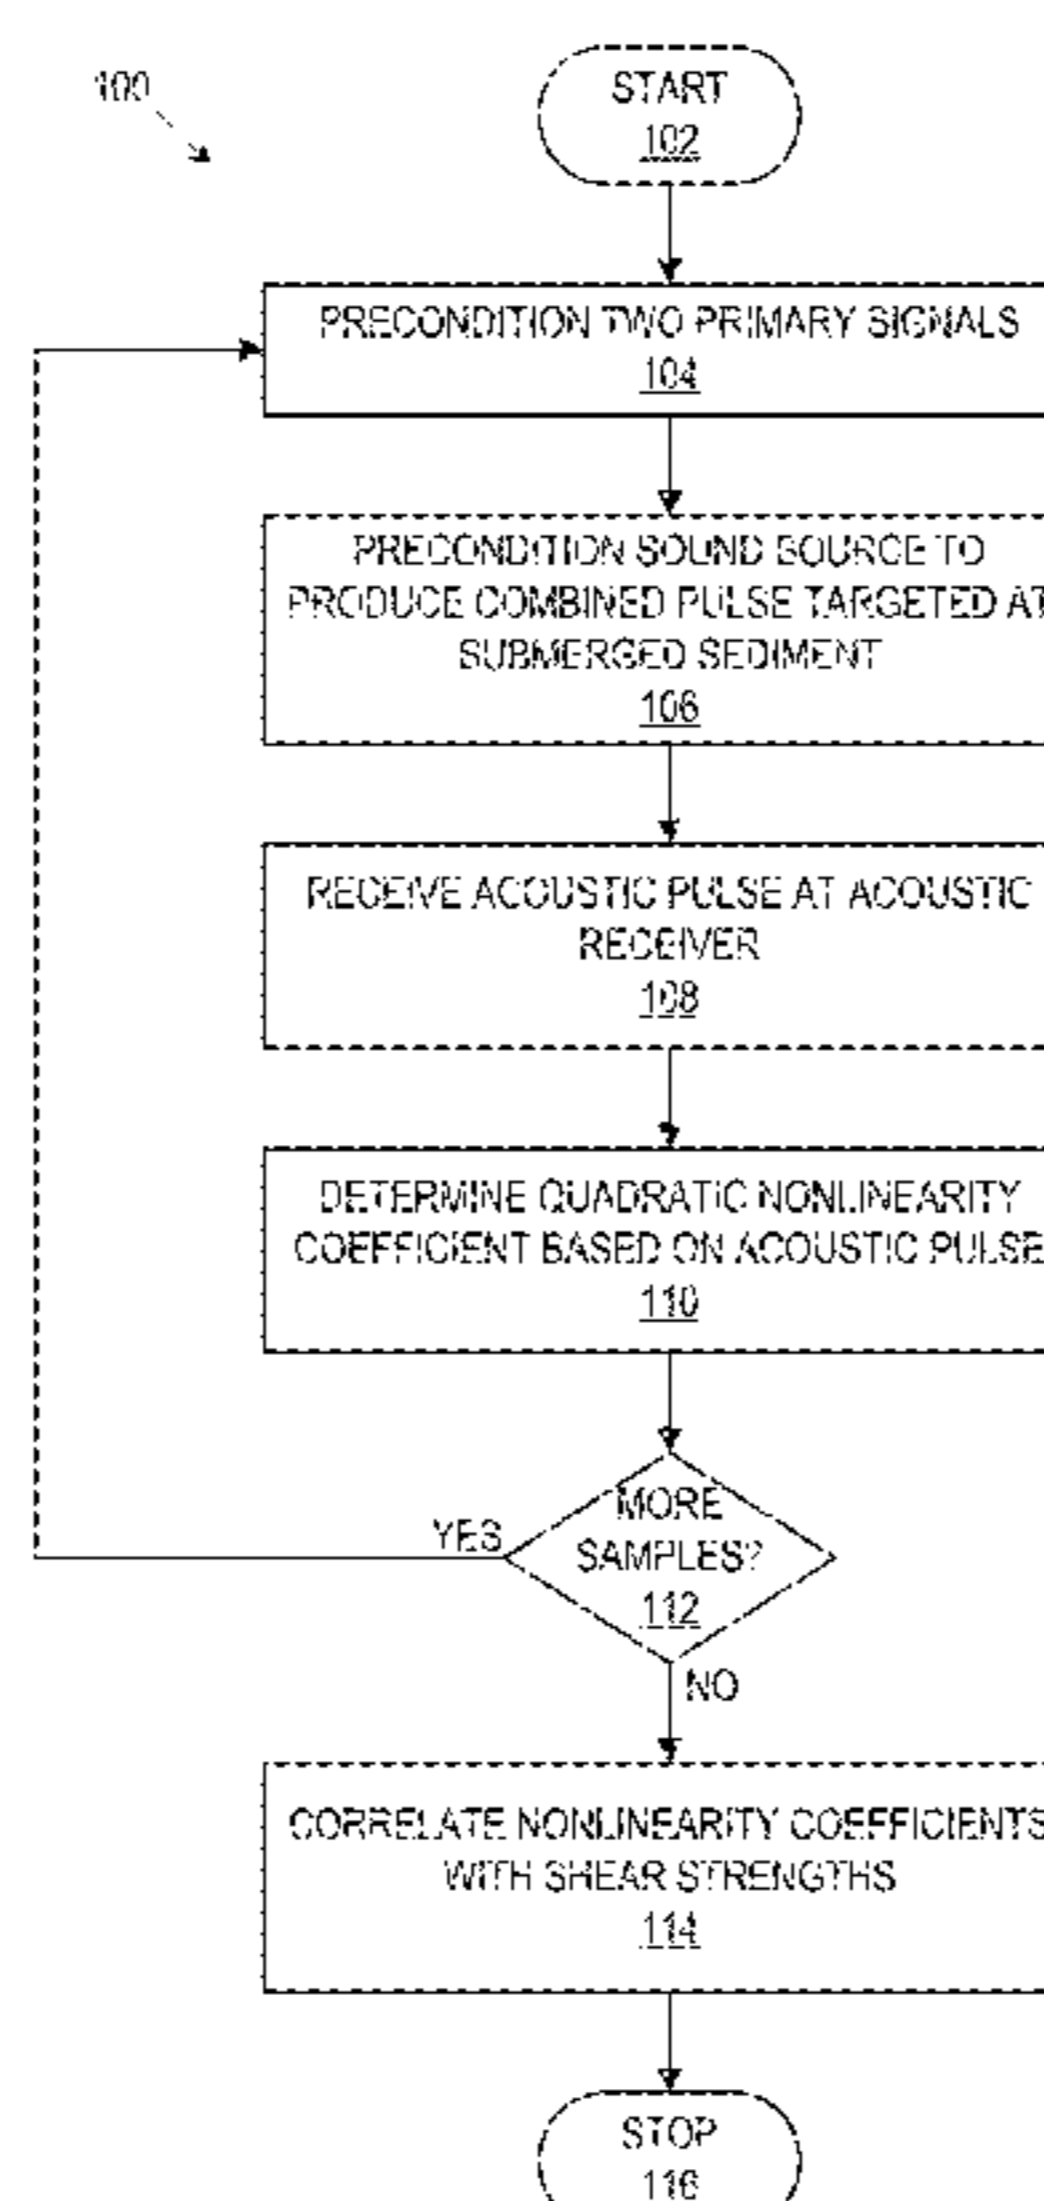 100
START
102
PRECONDITION TWO PRIMARY SIGNALS
104
PRECONDITION SOUND SOURCE TO
PRODUCE COMBINED PULSE TARGETED AT
SUBMERGED SEDIMENT
106
RECEIVE ACOUSTIC PULSE AT ACOUSTIC
RECEIVER
108
DETERMINE QUADRATIC NONLINEARITY
COEFFICIENT BASED ON ACOUSTIC PULSE
110
MORE
YES
SAMPLES?
112
NO
CORRELATE NONLINEARITY COEFFICIENTS
WITH SHEAR STRENGTHS
114
STOP
116